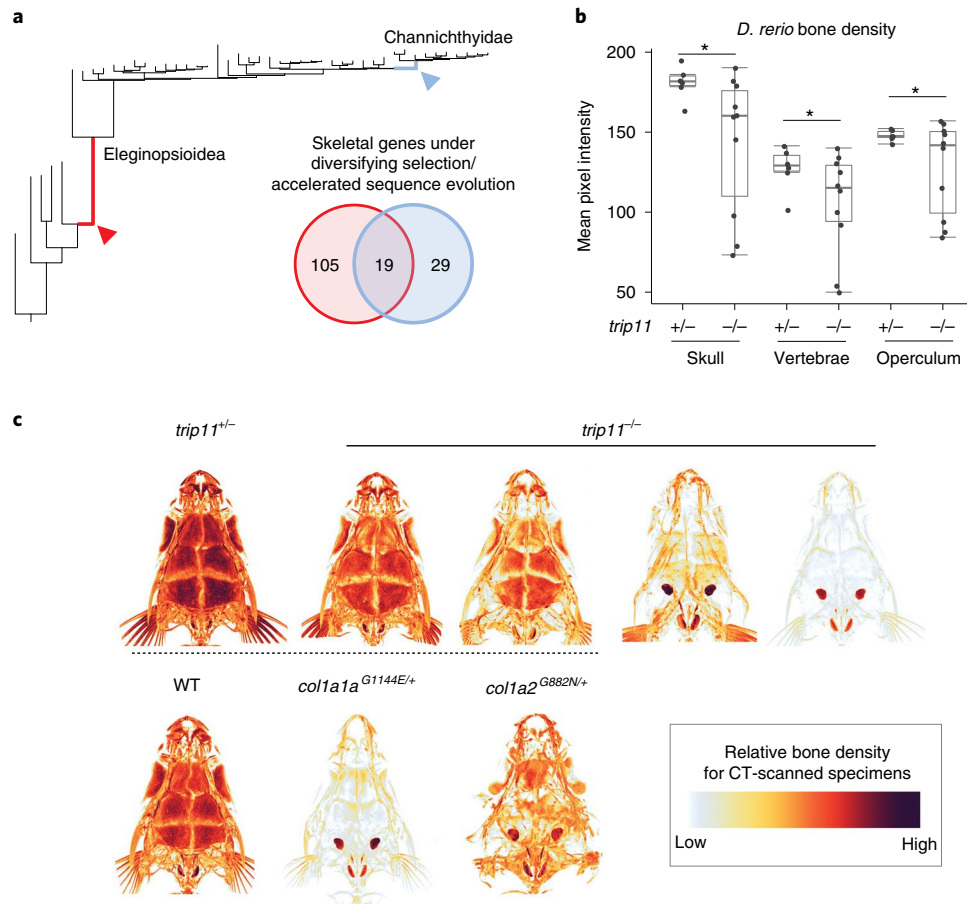 a
Channichthyidae
Eleginopsioidea
Skeletal genes under
diversifying selection/
accelerated sequence evolution
105
19
29
b
D. rerio bone density
Mean pixel intensity
200
150
100
50
*
*
*
trip11
+/–
–/–
+/–
–/–
+/–
–/–
Skull
Vertebrae
Operculum
c
trip11+/–
trip11–/–
WT
col1a1aG1144E/+
col1a2G882N/+
Relative bone density
for CT-scanned specimens
Low
High